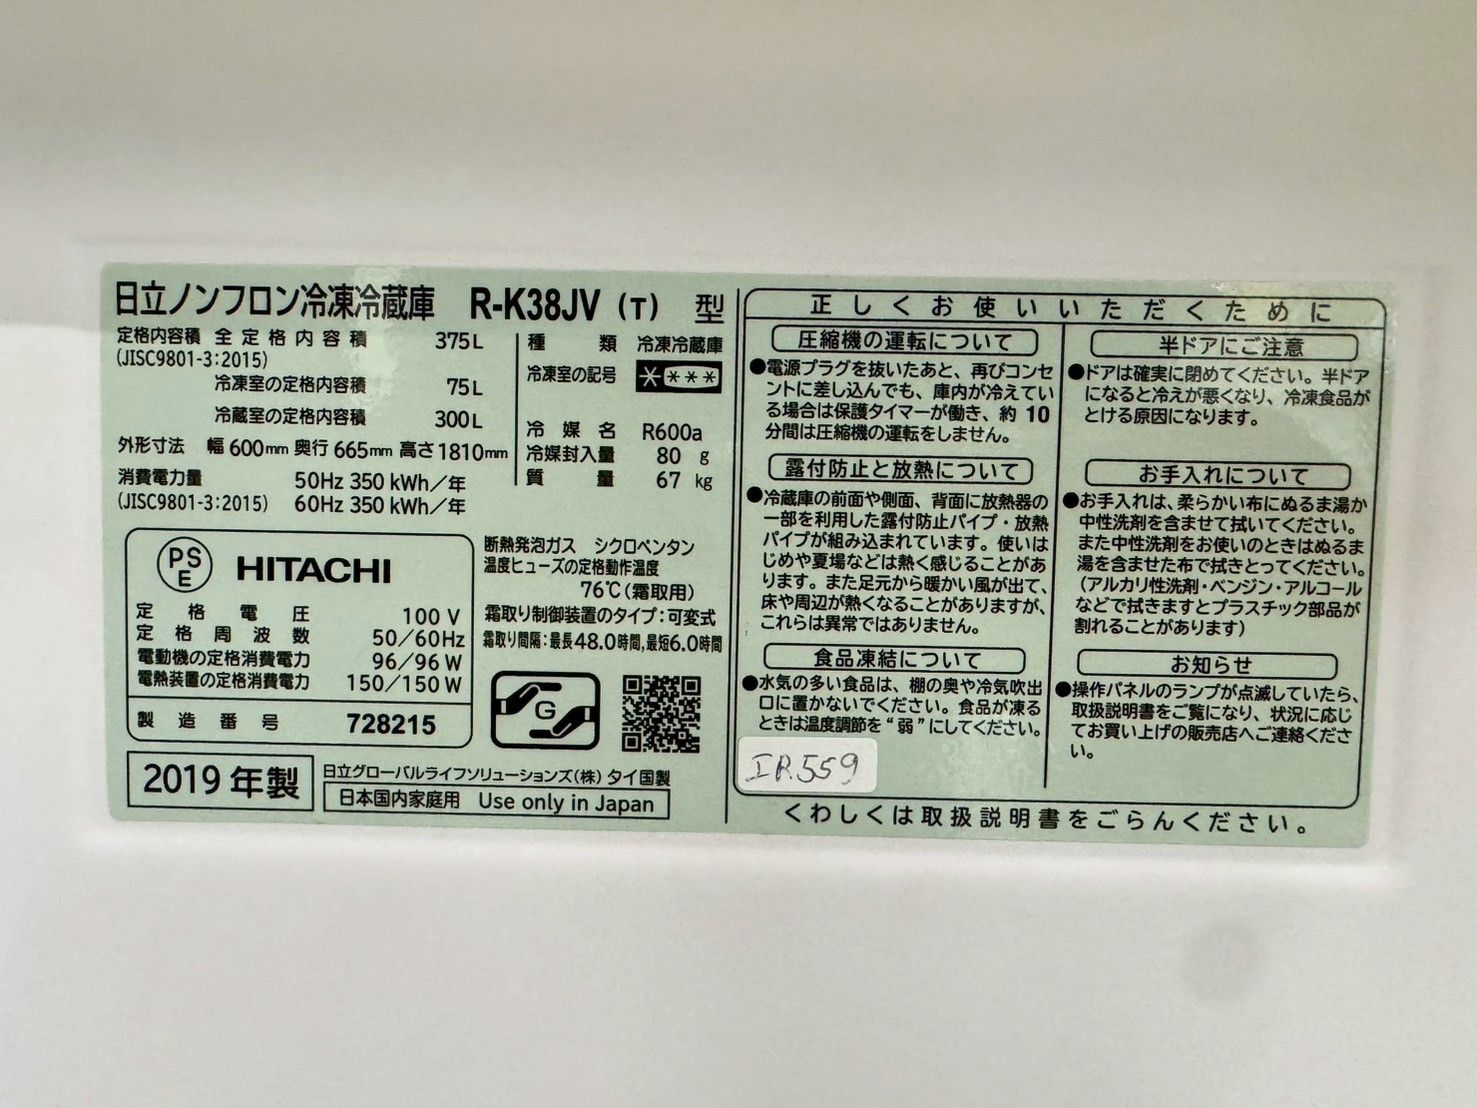 日立ノンフロン冷凍冷蔵庫 R-K38JV (T) 型
定格内容積 全定格内容積 375L
(JISC9801-3:2015)
冷凍室の定格内容積 75L
冷蔵室の定格内容積 300L
外形寸法 幅600mm 奥行665mm 高さ1810mm
消費電力量 50Hz 350kWh/年
(JISC9801-3:2015) 60Hz 350kWh/年
種類 冷凍冷蔵庫
冷凍室の記号 ****
冷媒名 R600a
冷媒封入量 80 g
質量 67 kg
PS
E
HITACHI
定格電圧 100V
定格周波数 50/60Hz
電動機の定格消費電力 96/96W
電熱装置の定格消費電力 150/150W
製造番号 728215
断熱発泡ガス シクロペンタン
温度ヒューズの定格動作温度
76℃(霜取用)
霜取り制御装置のタイプ:可変式
霜取り間隔:最長48.0時間,最短6.0時間
G
2019年製
日立グローバルライフソリューションズ(株) タイ国製
日本国内家庭用 Use only in Japan
正しくお使いいただくために
圧縮機の運転について
●電源プラグを抜いたあと、再びコンセ
ントに差し込んでも、庫内が冷えてい
る場合は保護タイマーが働き、約10
分間は圧縮機の運転をしません。
露付防止と放熱について
●冷蔵庫の前面や側面、背面に放熱器の
一部を利用した露付防止パイプ・放熱
パイプが組み込まれています。使いは
じめや夏場などは熱く感じることがあ
ります。また足元から暖かい風が出て、
床や周辺が熱くなることがありますが、
これらは異常ではありません。
食品凍結について
●水気の多い食品は、棚の奥や冷気吹出
口に置かないでください。食品が凍る
ときは温度調節を“弱”にしてください。
IR559
半ドアにご注意
●ドアは確実に閉めてください。半ドア
になると冷えが悪くなり、冷凍食品が
とける原因になります。
お手入れについて
●お手入れは、柔らかい布にぬるま湯か
中性洗剤を含ませて拭いてください。
また中性洗剤をお使いのときはぬるま
湯を含ませた布で拭きとってください。
(アルカリ性洗剤・ベンジン・アルコール
などで拭きますとプラスチック部品が
割れることがあります)
お知らせ
●操作パネルのランプが点滅していたら、
取扱説明書をご覧になり、状況に応じ
てお買い上げの販売店へご連絡くださ
い。
くわしくは取扱説明書をごらんください。